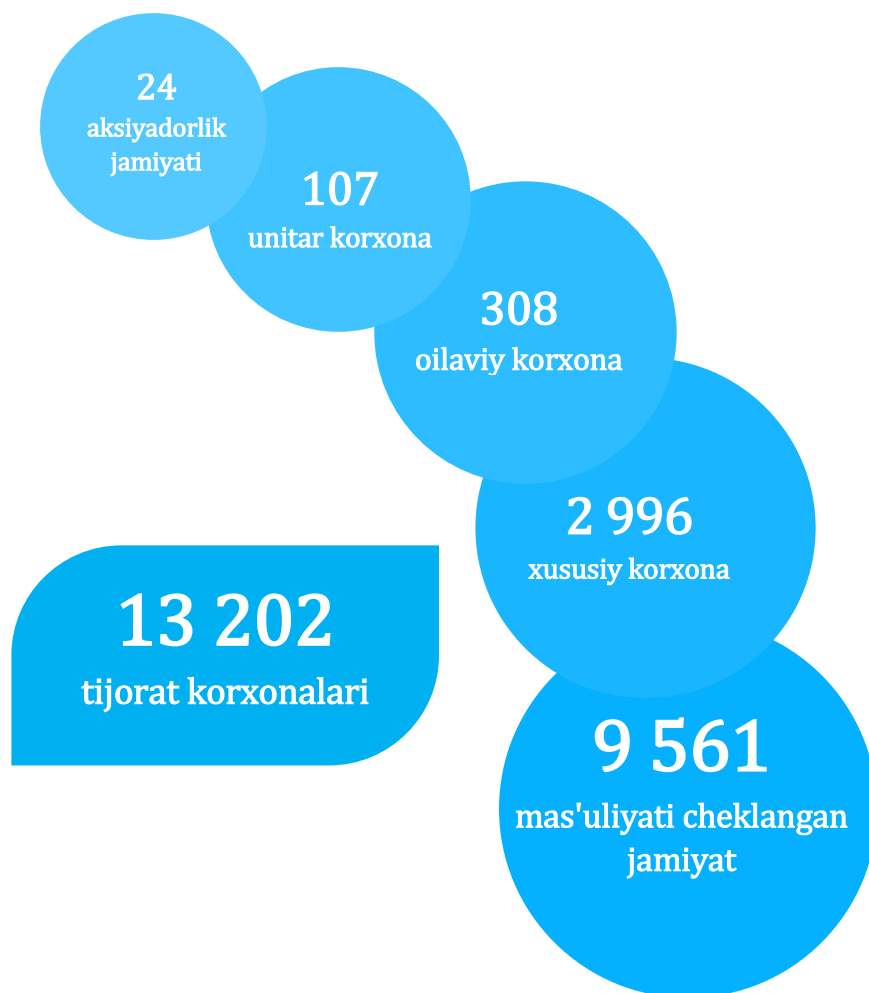 24
aksiyadorlik
jamiyati
107
unitar korxona
308
oilaviy korxona
2 996
xususiy korxona
13 202
tijorat korxonalari
9 561
mas'uliyati cheklangan
jamiyat